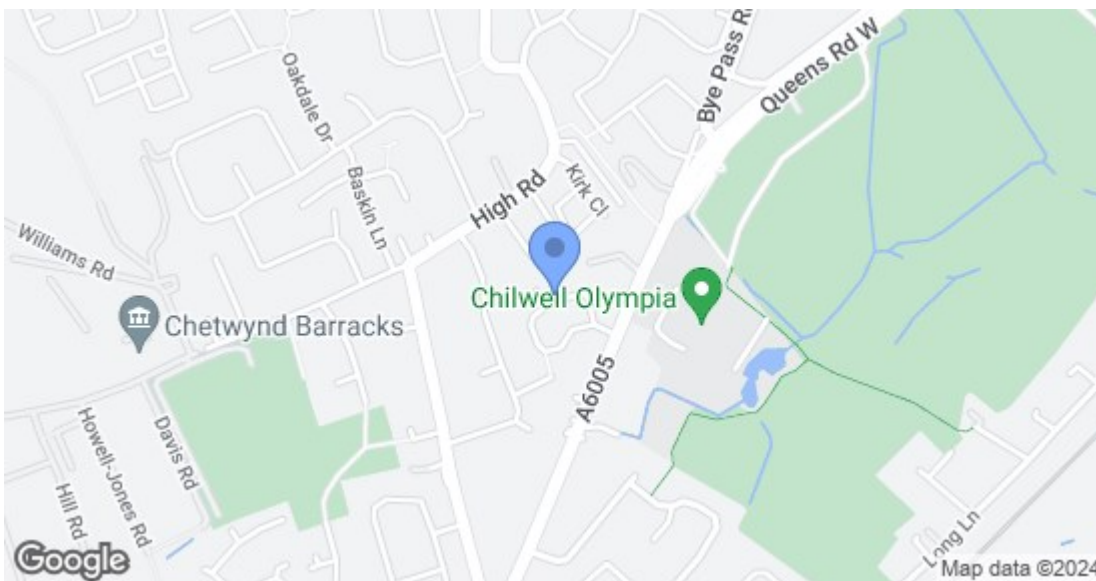 Bye Pass Rd
Queens Rd W
Oakdale Dr
Baskin Ln
High Rd
Kirk Cl
Williams Rd
Chilwell Olympia
Chetwynd Barracks
A6005
Davis Rd
Howell-Jones Rd
Hill Rd
Long Ln
Google
Map data ©2024